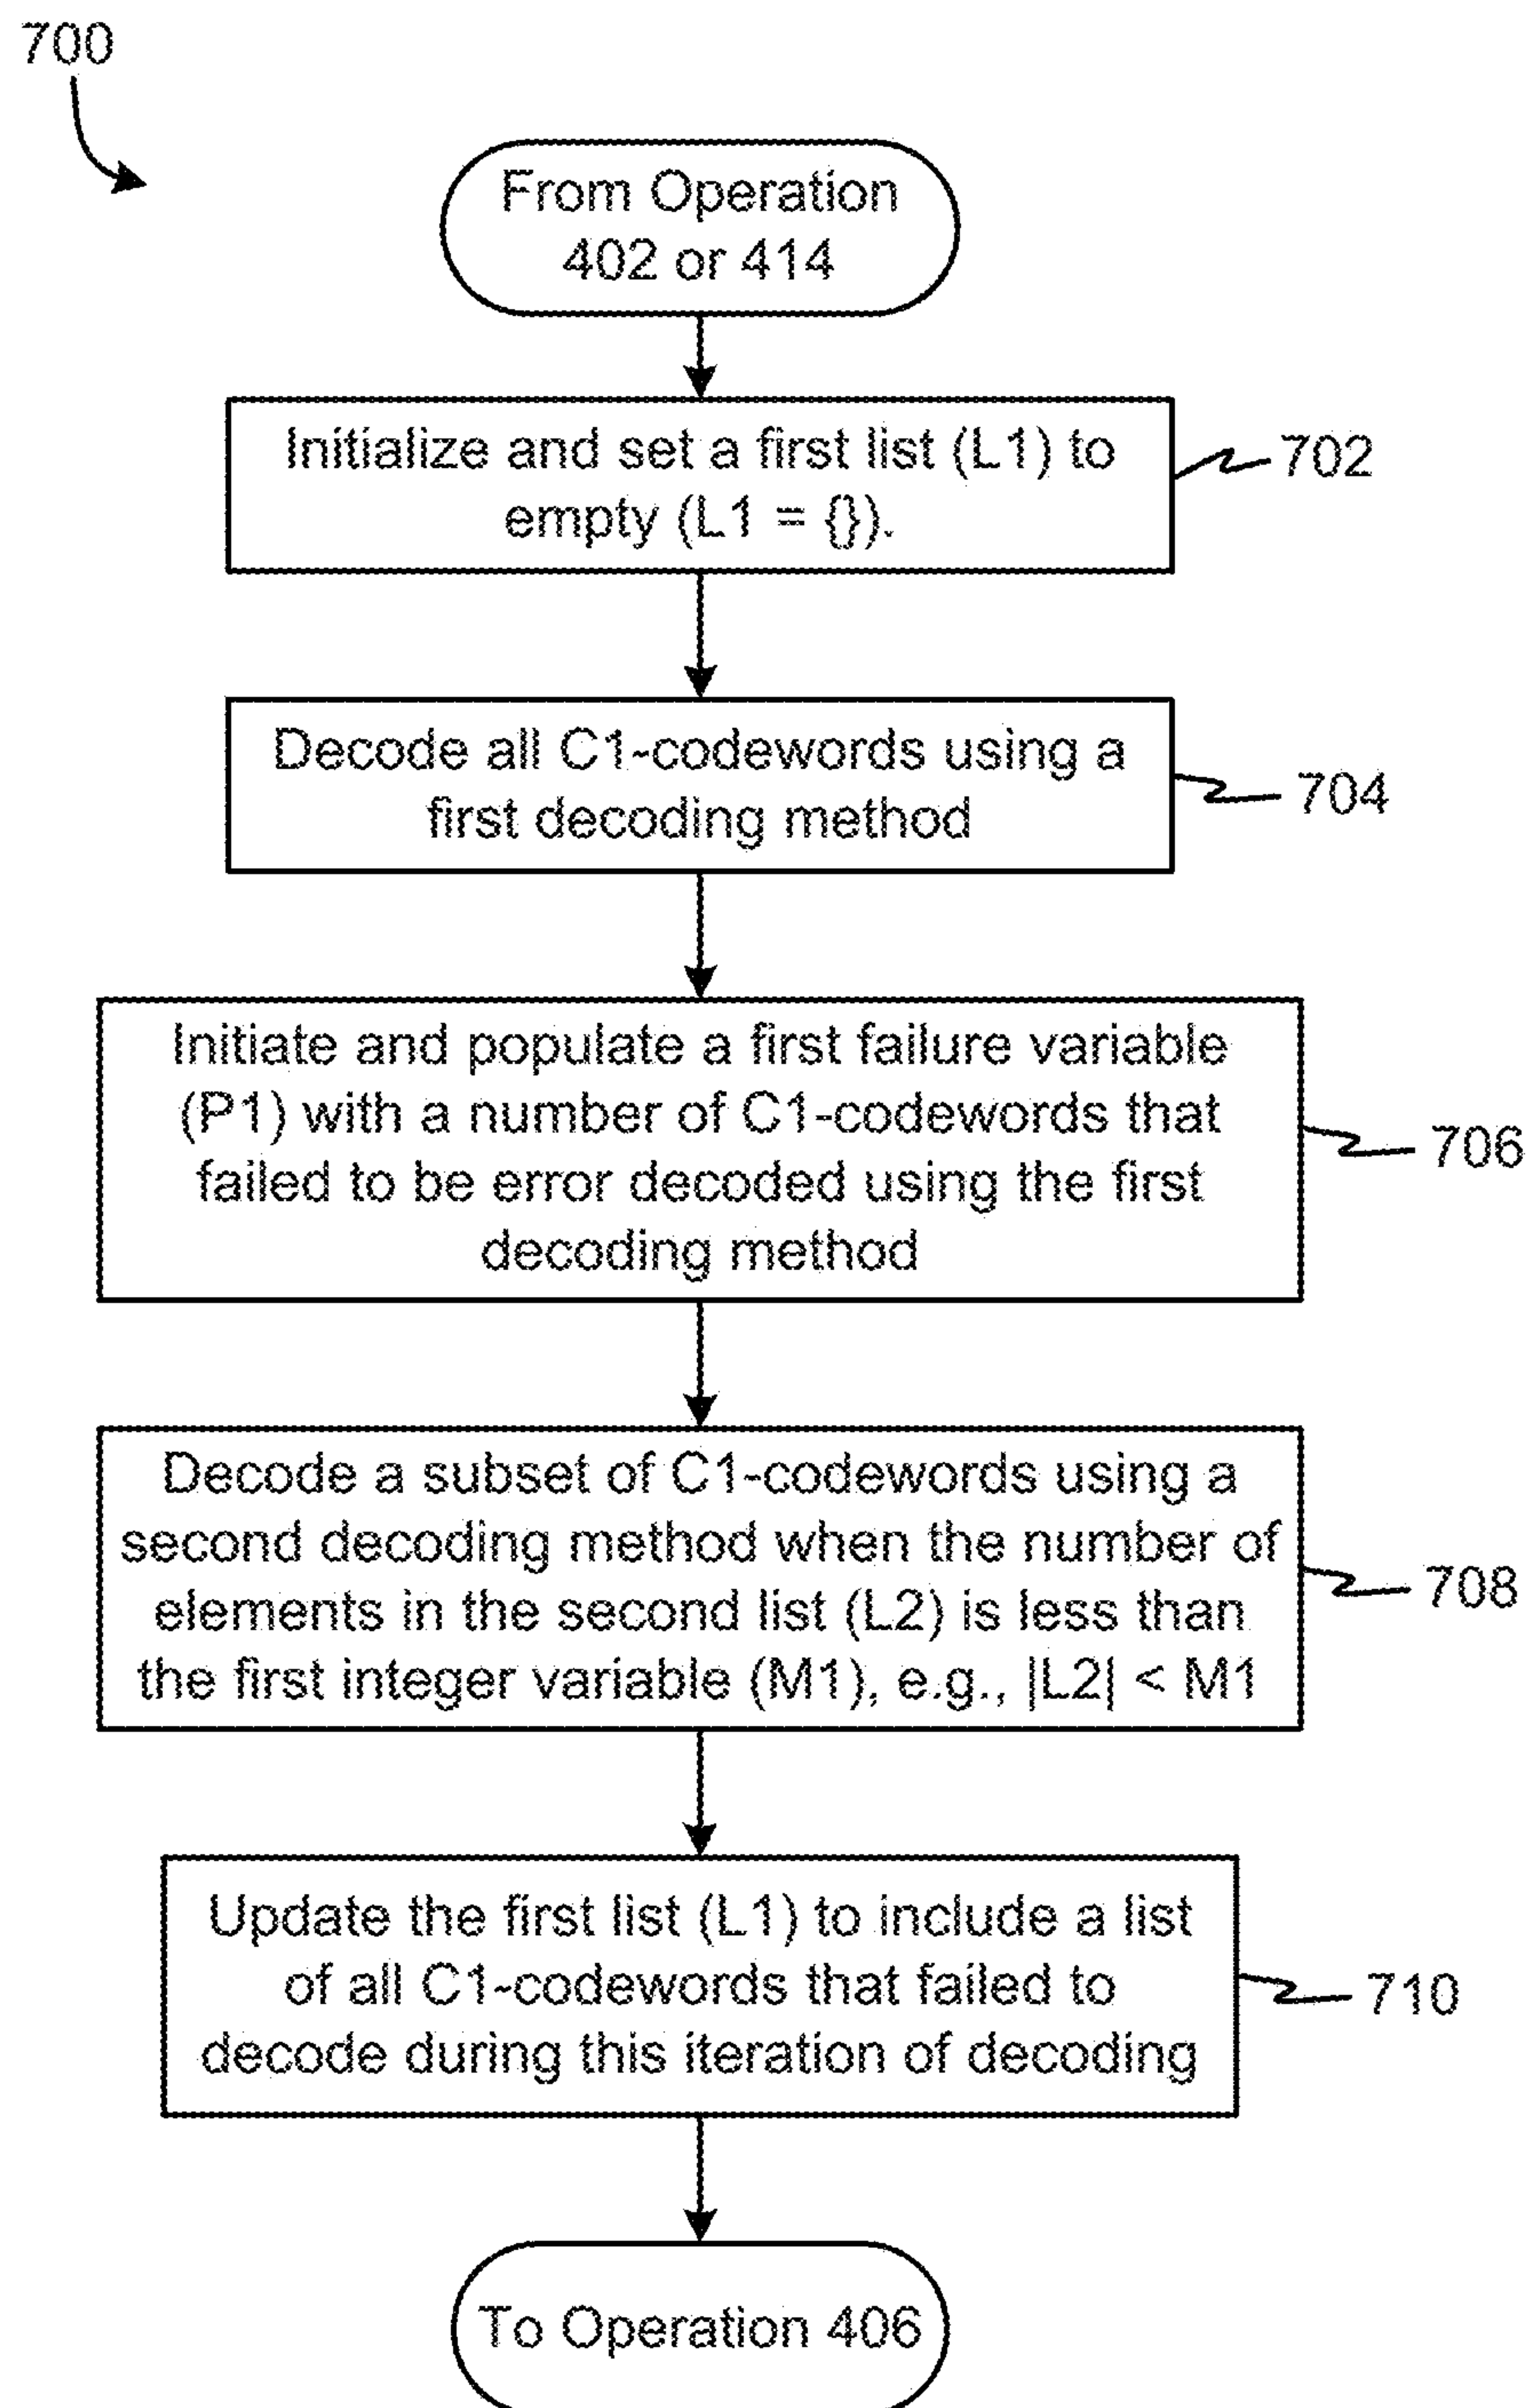 700
From Operation
402 or 414
Initialize and set a first list (L1) to
empty (L1 = {}).
702
Decode all C1-codewords using a
first decoding method
704
Initiate and populate a first failure variable
(P1) with a number of C1-codewords that
failed to be error decoded using the first
decoding method
706
Decode a subset of C1-codewords using a
second decoding method when the number of
elements in the second list (L2) is less than
the first integer variable (M1), e.g., |L2| < M1
708
Update the first list (L1) to include a list
of all C1-codewords that failed to
decode during this iteration of decoding
710
To Operation 406